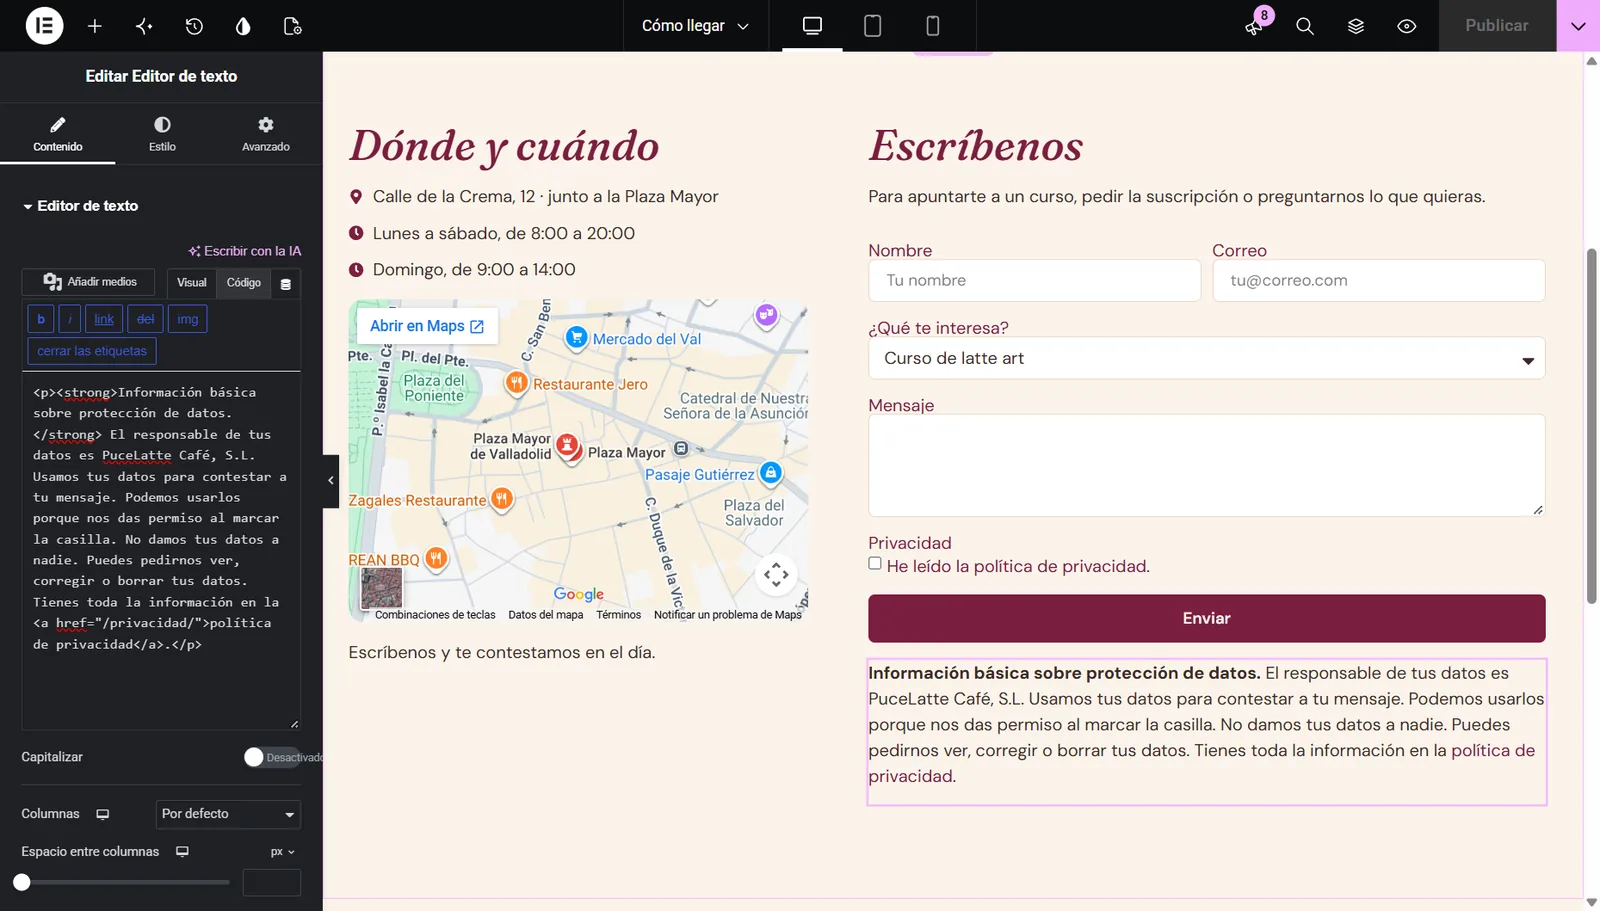 Cómo llegar
8
Publicar
Editar Editor de texto
Contenido
Estilo
Avanzado
Editor de texto
Escribir con la IA
Añadir medios
Visual
Código
b
i
link
del
img
cerrar las etiquetas
<p><strong>Información básica
sobre protección de datos.
</strong> El responsable de tus
datos es PuceLatte Café, S.L.
Usamos tus datos para contestar a
tu mensaje. Podemos usarlos
porque nos das permiso al marcar
la casilla. No damos tus datos a
nadie. Puedes pedirnos ver,
corregir o borrar tus datos.
Tienes toda la información en la
<a href="/privacidad/">política
de privacidad</a>.</p>
Capitalizar
Desactivado
Columnas
Por defecto
Espacio entre columnas
px
Dónde y cuándo
Calle de la Crema, 12 · junto a la Plaza Mayor
Lunes a sábado, de 8:00 a 20:00
Domingo, de 9:00 a 14:00
Abrir en Maps
C. San Ben
Mercado del Val
Pte.
Pl. del Pte.
P.º Isabel la Ca
Plaza del
Poniente
Restaurante Jero
Catedral de Nuestra
Señora de la Asunción
Plaza Mayor
de Valladolid
Plaza Mayor
Pasaje Gutiérrez
Zagales Restaurante
Plaza del
Salvador
C. Duque de la Vic
REAN BBQ
Google
Combinaciones de teclas
Datos del mapa
Términos
Notificar un problema de Maps
Escríbenos y te contestamos en el día.
Escríbenos
Para apuntarte a un curso, pedir la suscripción o preguntarnos lo que quieras.
Nombre
Correo
Tu nombre
tu@correo.com
¿Qué te interesa?
Curso de latte art
Mensaje
Privacidad
He leído la política de privacidad.
Enviar
Información básica sobre protección de datos. El responsable de tus datos es
PuceLatte Café, S.L. Usamos tus datos para contestar a tu mensaje. Podemos usarlos
porque nos das permiso al marcar la casilla. No damos tus datos a nadie. Puedes
pedirnos ver, corregir o borrar tus datos. Tienes toda la información en la política de
privacidad.